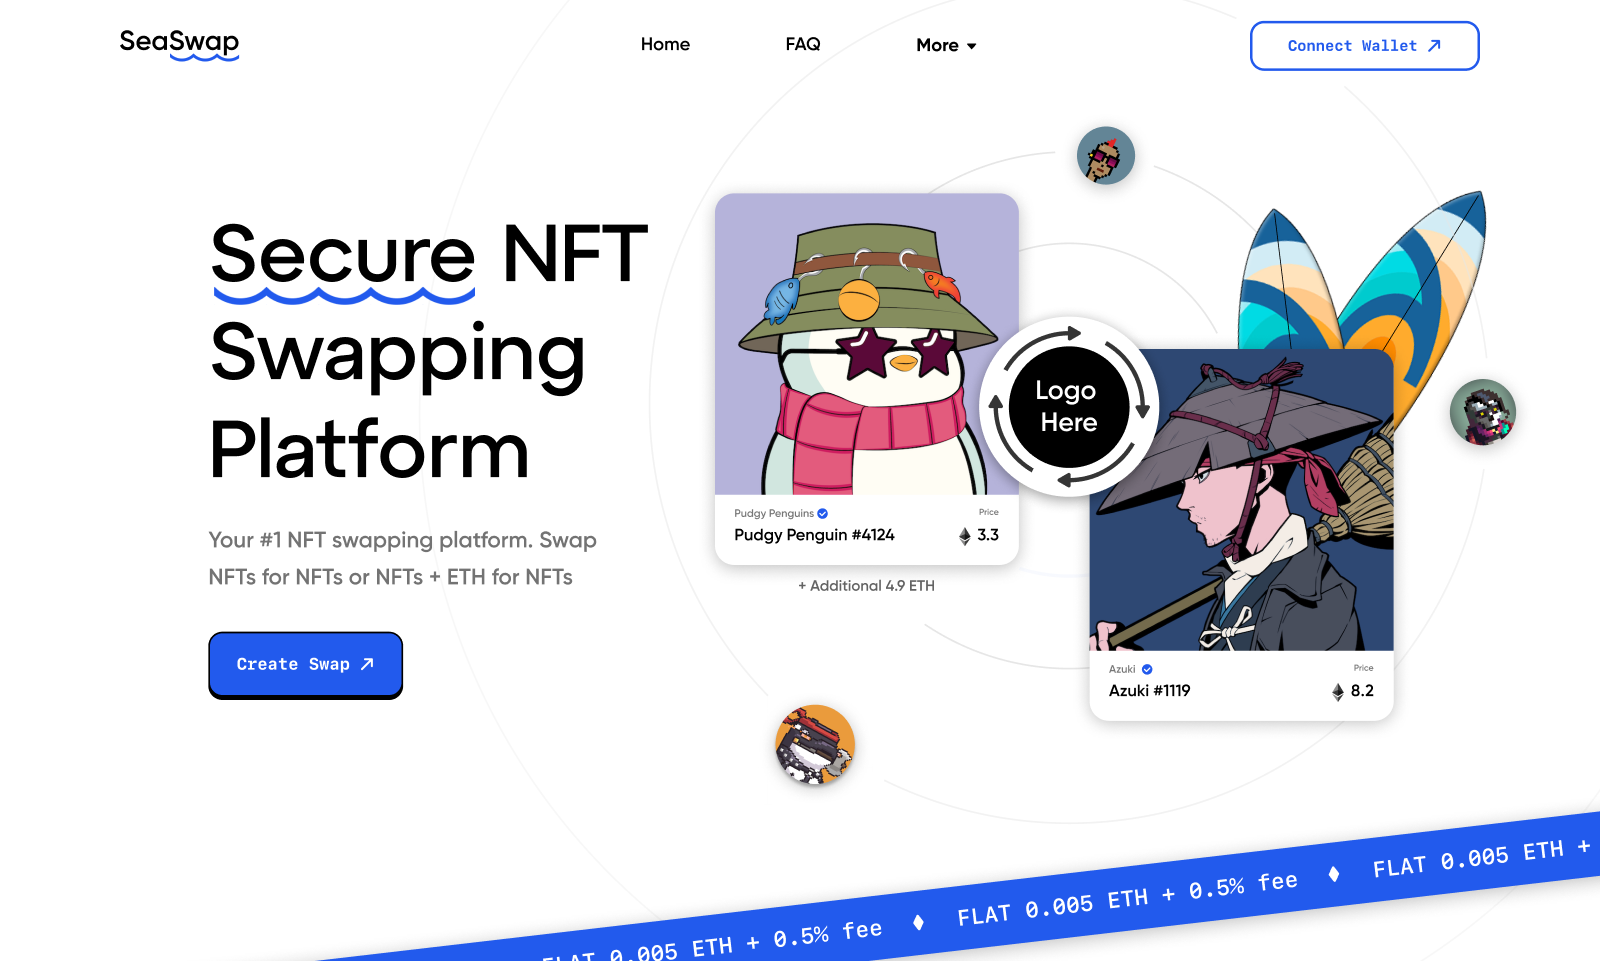 SeaSwap
Home
FAQ
More
Connect Wallet
Secure NFT
Swapping
Platform
Your #1 NFT swapping platform. Swap
NFTs for NFTs or NFTs + ETH for NFTs
Create Swap
Logo
Here
Pudgy Penguins
Price
Pudgy Penguin #4124
3.3
+ Additional 4.9 ETH
Azuki
Price
Azuki #1119
8.2
FLAT 0.005 ETH + 0.5% fee
FLAT 0.005 ETH + 0.5% fee
FLAT 0.005 ETH +